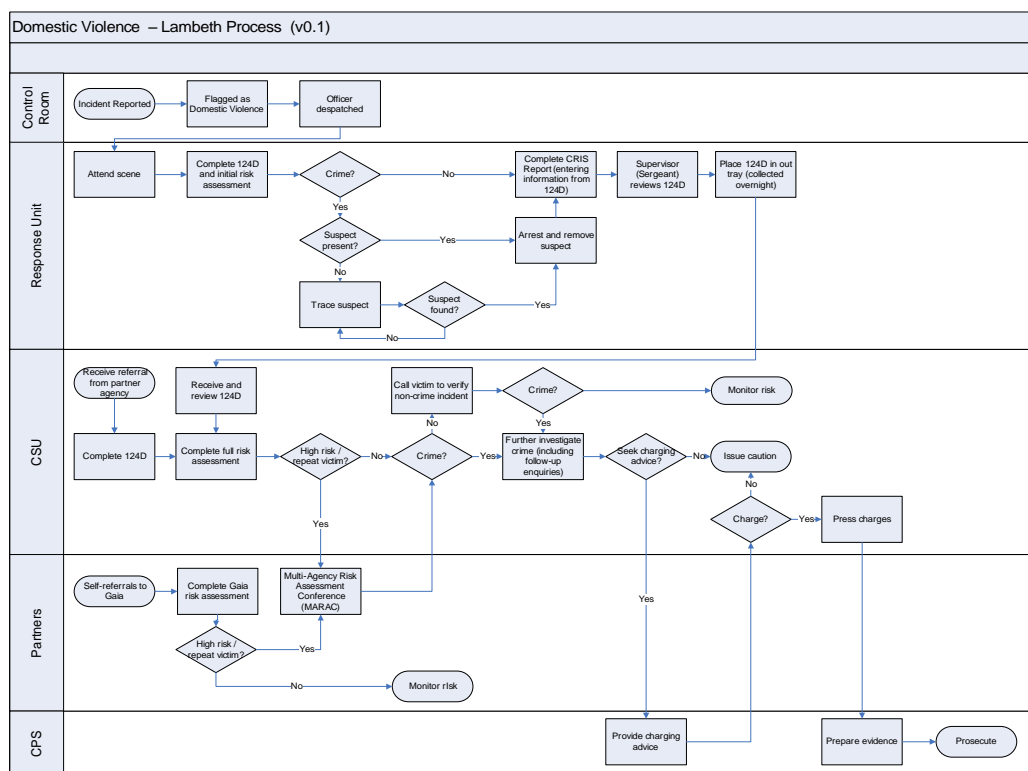 Domestic Violence – Lambeth Process (v0.1)
Control
Room
Incident Reported
Flagged as
Domestic Violence
Officer
despatched
Response Unit
Attend scene
Complete 124D
and initial risk
assessment
Crime?
No
Complete CRIS
Report (entering
information from
124D)
Supervisor
(Sergeant)
reviews 124D
Place 124D in out
tray (collected
overnight)
Yes
Suspect
present?
Yes
Arrest and remove
suspect
No
Trace suspect
Suspect
found?
Yes
No
CSU
Receive referral
from partner
agency
Receive and
review 124D
Call victim to verify
non-crime incident
Crime?
Monitor risk
No
Yes
Complete 124D
Complete full risk
assessment
High risk /
repeat victim?
No
Crime?
Yes
Further investigate
crime (including
follow-up
enquiries)
Seek charging
advice?
No
Issue caution
No
Yes
Charge?
Yes
Press charges
Partners
Self-referrals to
Gaia
Complete Gaia
risk assessment
Multi-Agency Risk
Assessment
Conference
(MARAC)
Yes
High risk /
repeat victim?
Yes
No
Monitor risk
CPS
Provide charging
advice
Prepare evidence
Prosecute